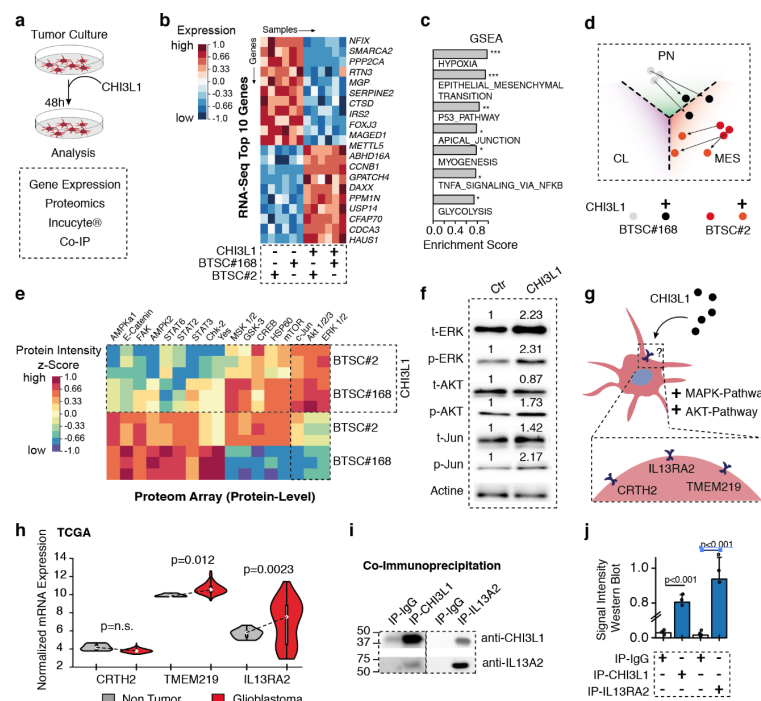 a
Tumor Culture
CHI3L1
48h
Analysis
Gene Expression
Proteomics
Incucyte®
Co-IP
b
Expression
high
low
1.0
0.66
0.33
0
-0.33
-0.66
-1.0
Samples
Genes
RNA-Seq Top 10 Genes
NFIX
SMARCA2
PPP2CA
RTN3
MGP
SERPINE2
CTSD
IRS2
FOXJ3
MAGED1
METTL5
ABHD16A
CCNB1
GPATCH4
DAXX
PPM1N
USP14
CFAP70
CDCA3
HAUS1
- - + + CHI3L1
- + - + BTSC#168
+ - + - BTSC#2
c
GSEA
***
HYPOXIA
***
EPITHELIAL_MESENCHYMAL
TRANSITION
**
P53_PATHWAY
*
APICAL_JUNCTION
*
MYOGENESIS
*
TNFA_SIGNALING_VIA_NFKB
*
GLYCOLYSIS
0 0.4 0.8
Enrichment Score
d
PN
CL
MES
CHI3L1 + +
BTSC#168 BTSC#2
e
AMPKa1
E-Catenin
FAK
AMPK2
STAT6
STAT2
STAT3
Chk-2
Yes
MSK 1/2
GSK-3
CREB
HSP60
mTOR
c-Jun
Akt 1/2/3
ERK 1/2
Protein Intensity
z-Score
high
low
1.0
0.66
0.33
0
-0.33
-0.66
-1.0
BTSC#2
BTSC#168
CHI3L1
BTSC#2
BTSC#168
Proteom Array (Protein-Level)
f
Ctr CHI3L1
1 2.23
t-ERK
1 2.31
p-ERK
1 0.87
t-AKT
1 1.73
p-AKT
1 1.42
t-Jun
1 2.17
p-Jun
Actine
g
CHI3L1
?
+ MAPK-Pathway
+ AKT-Pathway
IL13RA2
CRTH2
TMEM219
h
TCGA
Normalized mRNA Expression
14
12
10
8
6
4
p=n.s.
p=0.012
p=0.0023
CRTH2 TMEM219 IL13RA2
Non Tumor Glioblastoma
i
Co-Immunoprecipitation
IP-IgG
IP-CHI3L1
IP-IgG
IP-IL13A2
50
37
anti-CHI3L1
75
50
anti-IL13A2
j
Signal Intensity
Western Blot
1.0
0.5
0.0
p<0.001
p<0.001
IP-IgG + +
IP-CHI3L1 +
IP-IL13RA2 +